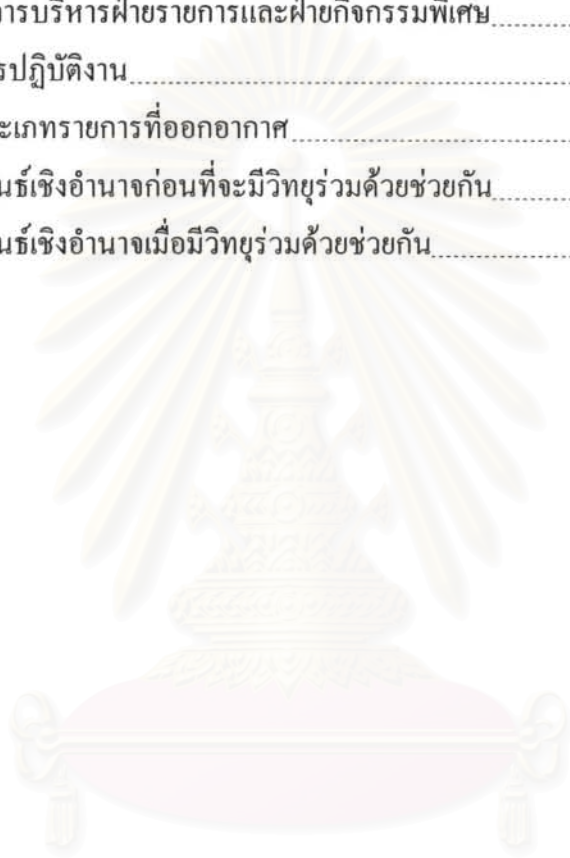 ารบริหารฝ่ายรายการและฝ่ายกิจกรรมพิเศษ
รปฏิบัติงาน
ะเภทรายการที่ออกอากาศ
นธ์เชิงอำนาจก่อนที่จะมีวิทยุร่วมด้วยช่วยกัน
นธ์เชิงอำนาจเมื่อมีวิทยุร่วมด้วยช่วยกัน